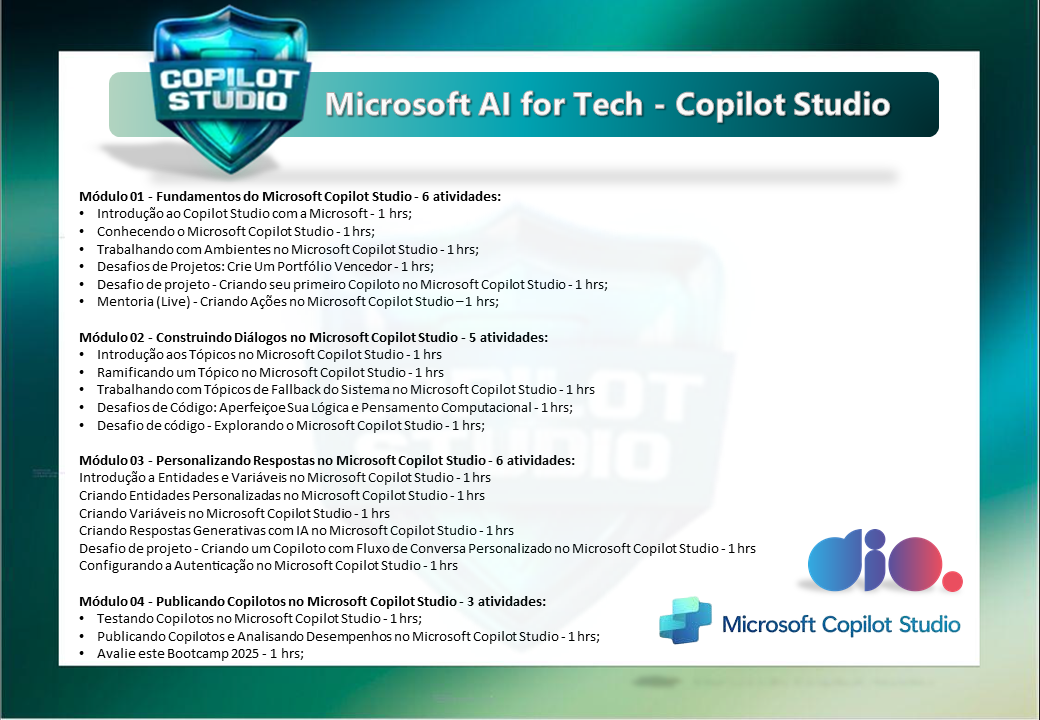 COPILOT
STUDIO
Microsoft AI for Tech - Copilot Studio
Módulo 01 - Fundamentos do Microsoft Copilot Studio - 6 atividades:
• Introdução ao Copilot Studio com a Microsoft - 1 hrs;
• Conhecendo o Microsoft Copilot Studio - 1 hrs;
• Trabalhando com Ambientes no Microsoft Copilot Studio - 1 hrs;
• Desafios de Projetos: Crie Um Portfólio Vencedor - 1 hrs;
• Desafio de projeto - Criando seu primeiro Copiloto no Microsoft Copilot Studio - 1 hrs;
• Mentoria (Live) - Criando Ações no Microsoft Copilot Studio – 1 hrs;
Módulo 02 - Construindo Diálogos no Microsoft Copilot Studio - 5 atividades:
• Introdução aos Tópicos no Microsoft Copilot Studio - 1 hrs
• Ramificando um Tópico no Microsoft Copilot Studio - 1 hrs
• Trabalhando com Tópicos de Fallback do Sistema no Microsoft Copilot Studio - 1 hrs
• Desafios de Código: Aperfeiçoe Sua Lógica e Pensamento Computacional - 1 hrs;
• Desafio de código - Explorando o Microsoft Copilot Studio - 1 hrs;
Módulo 03 - Personalizando Respostas no Microsoft Copilot Studio - 6 atividades:
Introdução a Entidades e Variáveis no Microsoft Copilot Studio - 1 hrs
Criando Entidades Personalizadas no Microsoft Copilot Studio - 1 hrs
Criando Variáveis no Microsoft Copilot Studio - 1 hrs
Criando Respostas Generativas com IA no Microsoft Copilot Studio - 1 hrs
Desafio de projeto - Criando um Copiloto com Fluxo de Conversa Personalizado no Microsoft Copilot Studio - 1 hrs
Configurando a Autenticação no Microsoft Copilot Studio - 1 hrs
Módulo 04 - Publicando Copilotos no Microsoft Copilot Studio - 3 atividades:
• Testando Copilotos no Microsoft Copilot Studio - 1 hrs;
• Publicando Copilotos e Analisando Desempenhos no Microsoft Copilot Studio - 1 hrs;
• Avalie este Bootcamp 2025 - 1 hrs;
dio.
Microsoft Copilot Studio